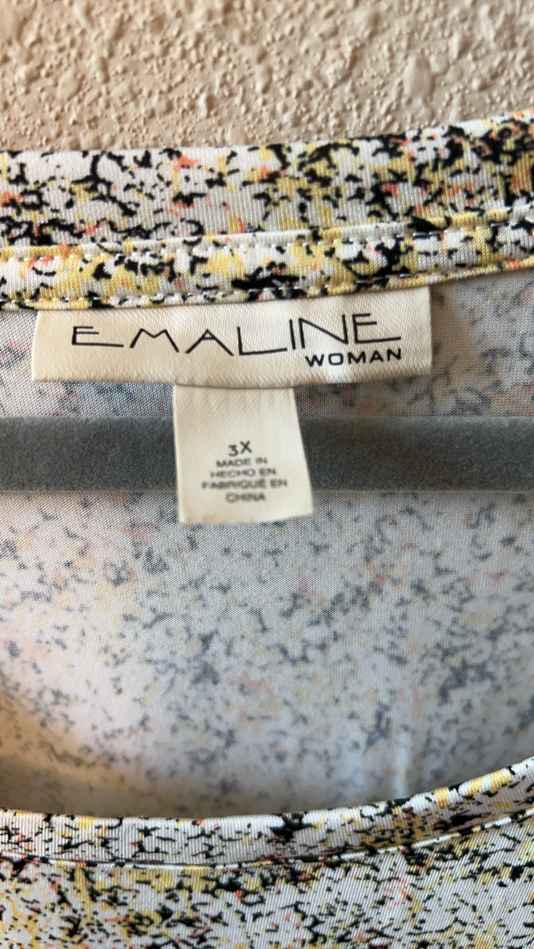 EMALINE
WOMAN
3X
MADE IN
HECHO EN
FABRIQUÉ EN
CHINA